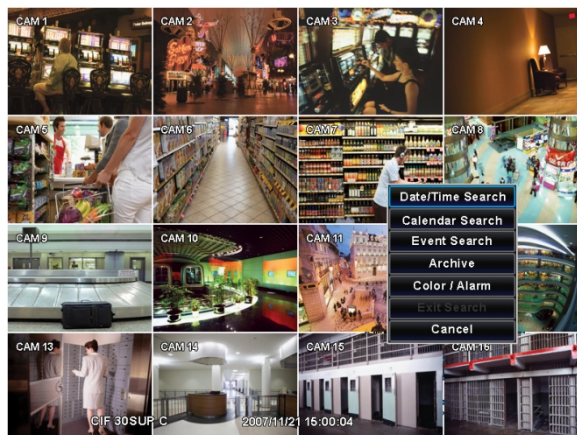 CAM 1
CAM 2
CAM 3
CAM 4
CAM 5
CAM 6
CAM 7
CAM 8
Date/Time Search
Calendar Search
Event Search
Archive
Color / Alarm
Exit Search
Cancel
CAM 9
CAM 10
CAM 11
CAM 13
CAM 14
CAM 15
CAM 16
CIF 30SUP C
2007/11/21 15:00:04